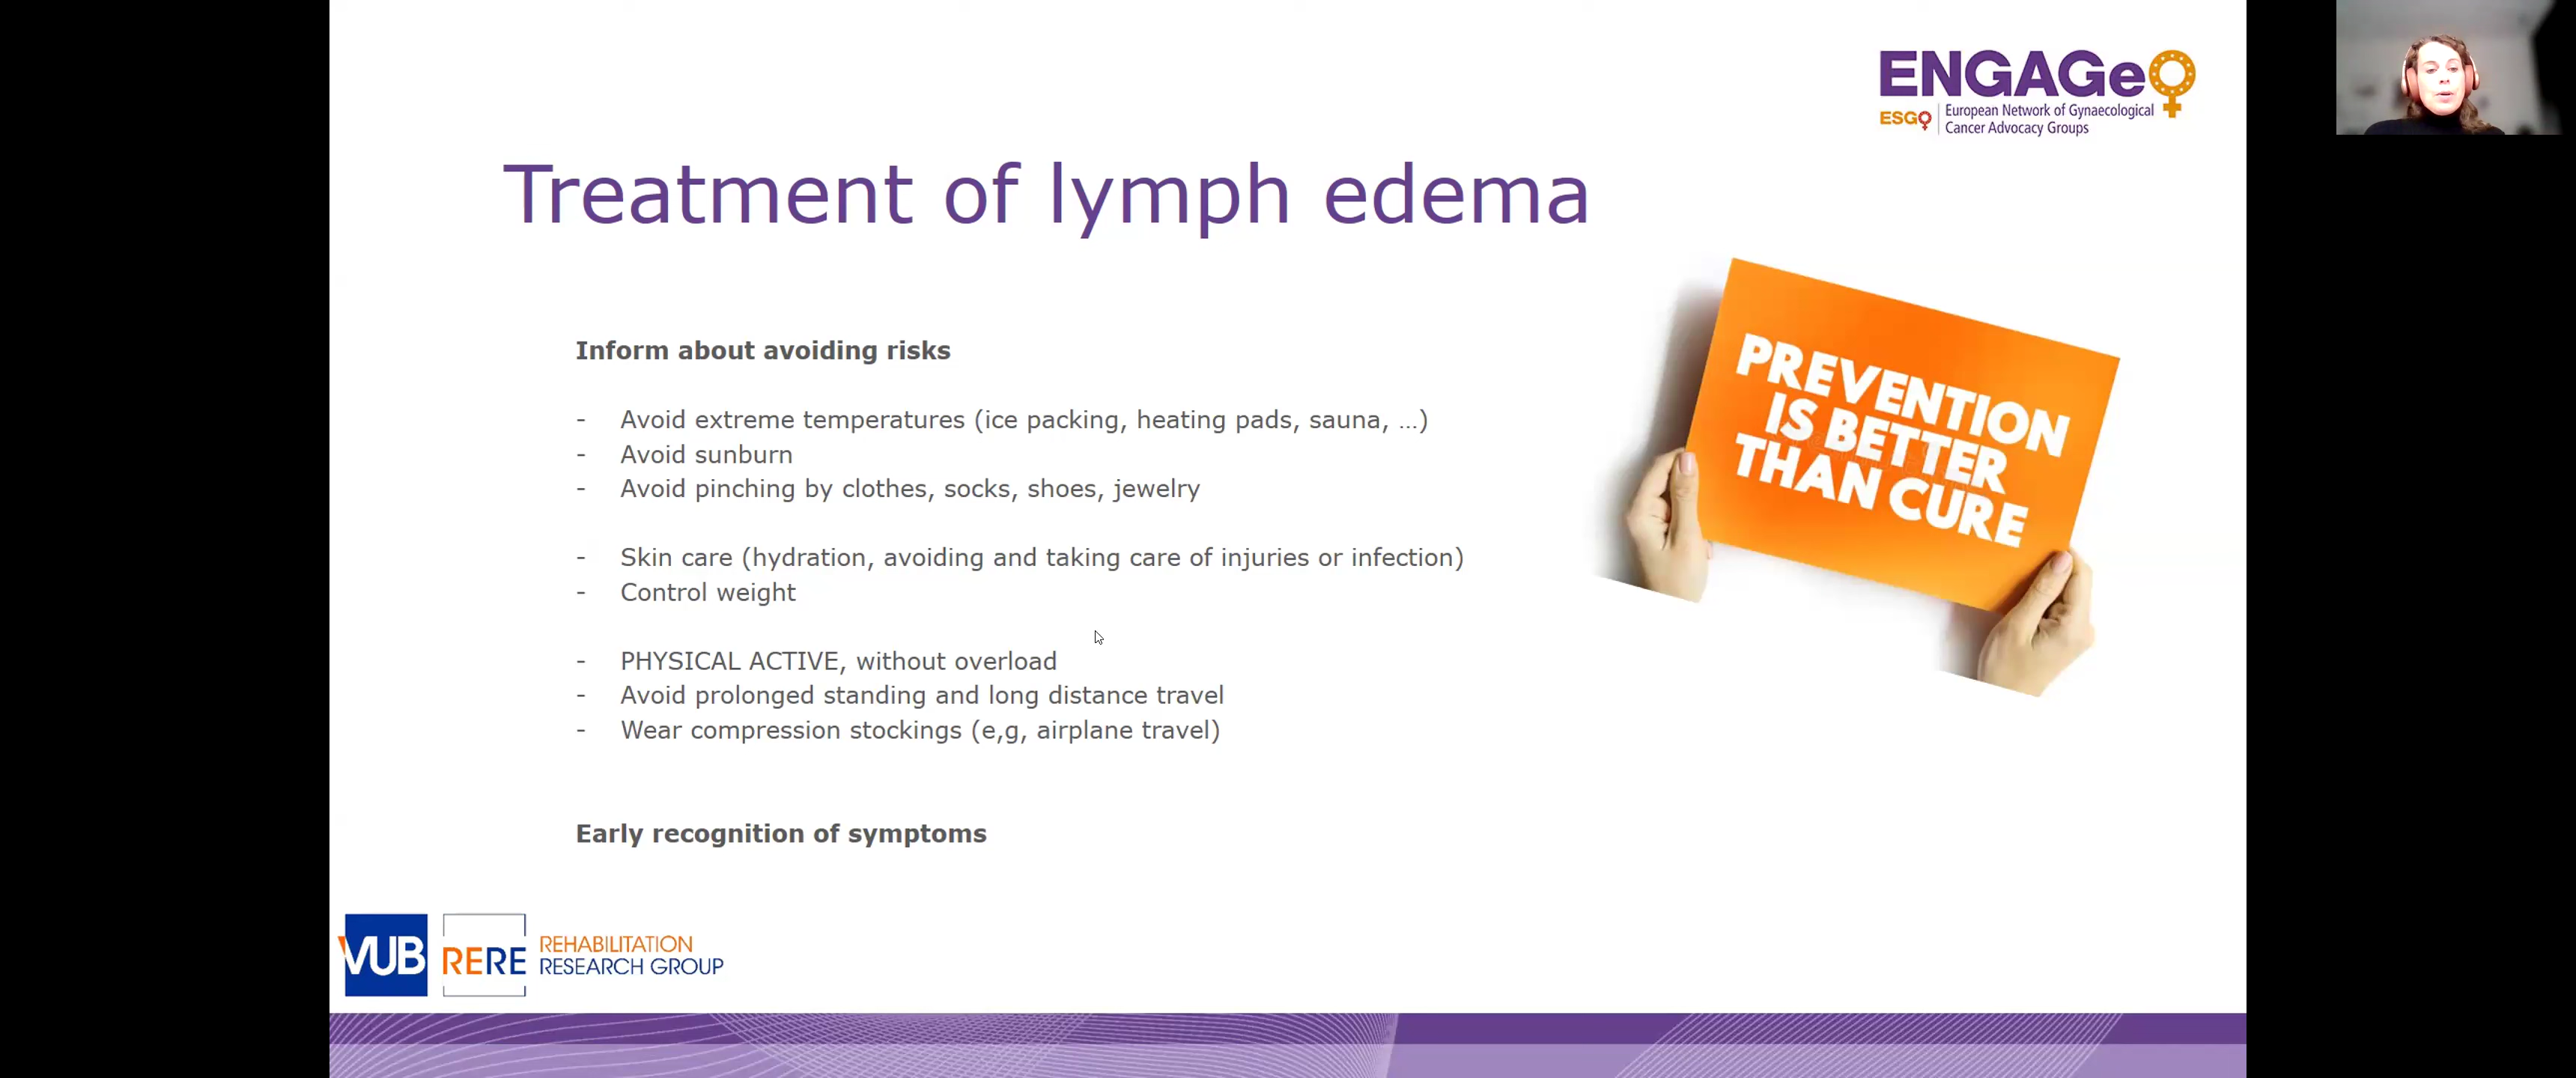 ENGAGe
ESGO
European Network of Gynaecological
Cancer Advocacy Groups
Treatment of lymph edema
Inform about avoiding risks
- Avoid extreme temperatures (ice packing, heating pads, sauna, ...)
- Avoid sunburn
- Avoid pinching by clothes, socks, shoes, jewelry
- Skin care (hydration, avoiding and taking care of injuries or infection)
- Control weight
- PHYSICAL ACTIVE, without overload
- Avoid prolonged standing and long distance travel
- Wear compression stockings (e,g, airplane travel)
Early recognition of symptoms
PREVENTION
IS BETTER
THAN CURE
VUB
RERE
REHABILITATION
RESEARCH GROUP